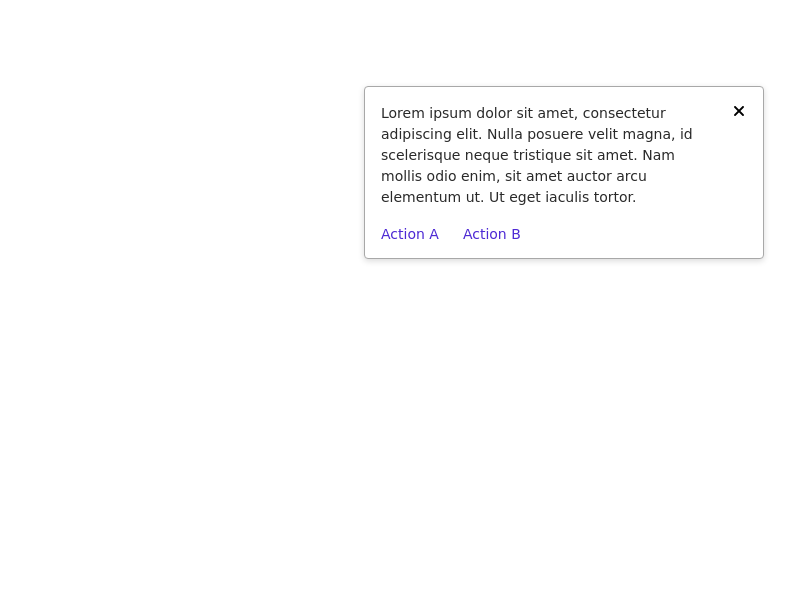 Lorem ipsum dolor sit amet, consectetur
adipiscing elit. Nulla posuere velit magna, id
scelerisque neque tristique sit amet. Nam
mollis odio enim, sit amet auctor arcu
elementum ut. Ut eget iaculis tortor.
Action A Action B